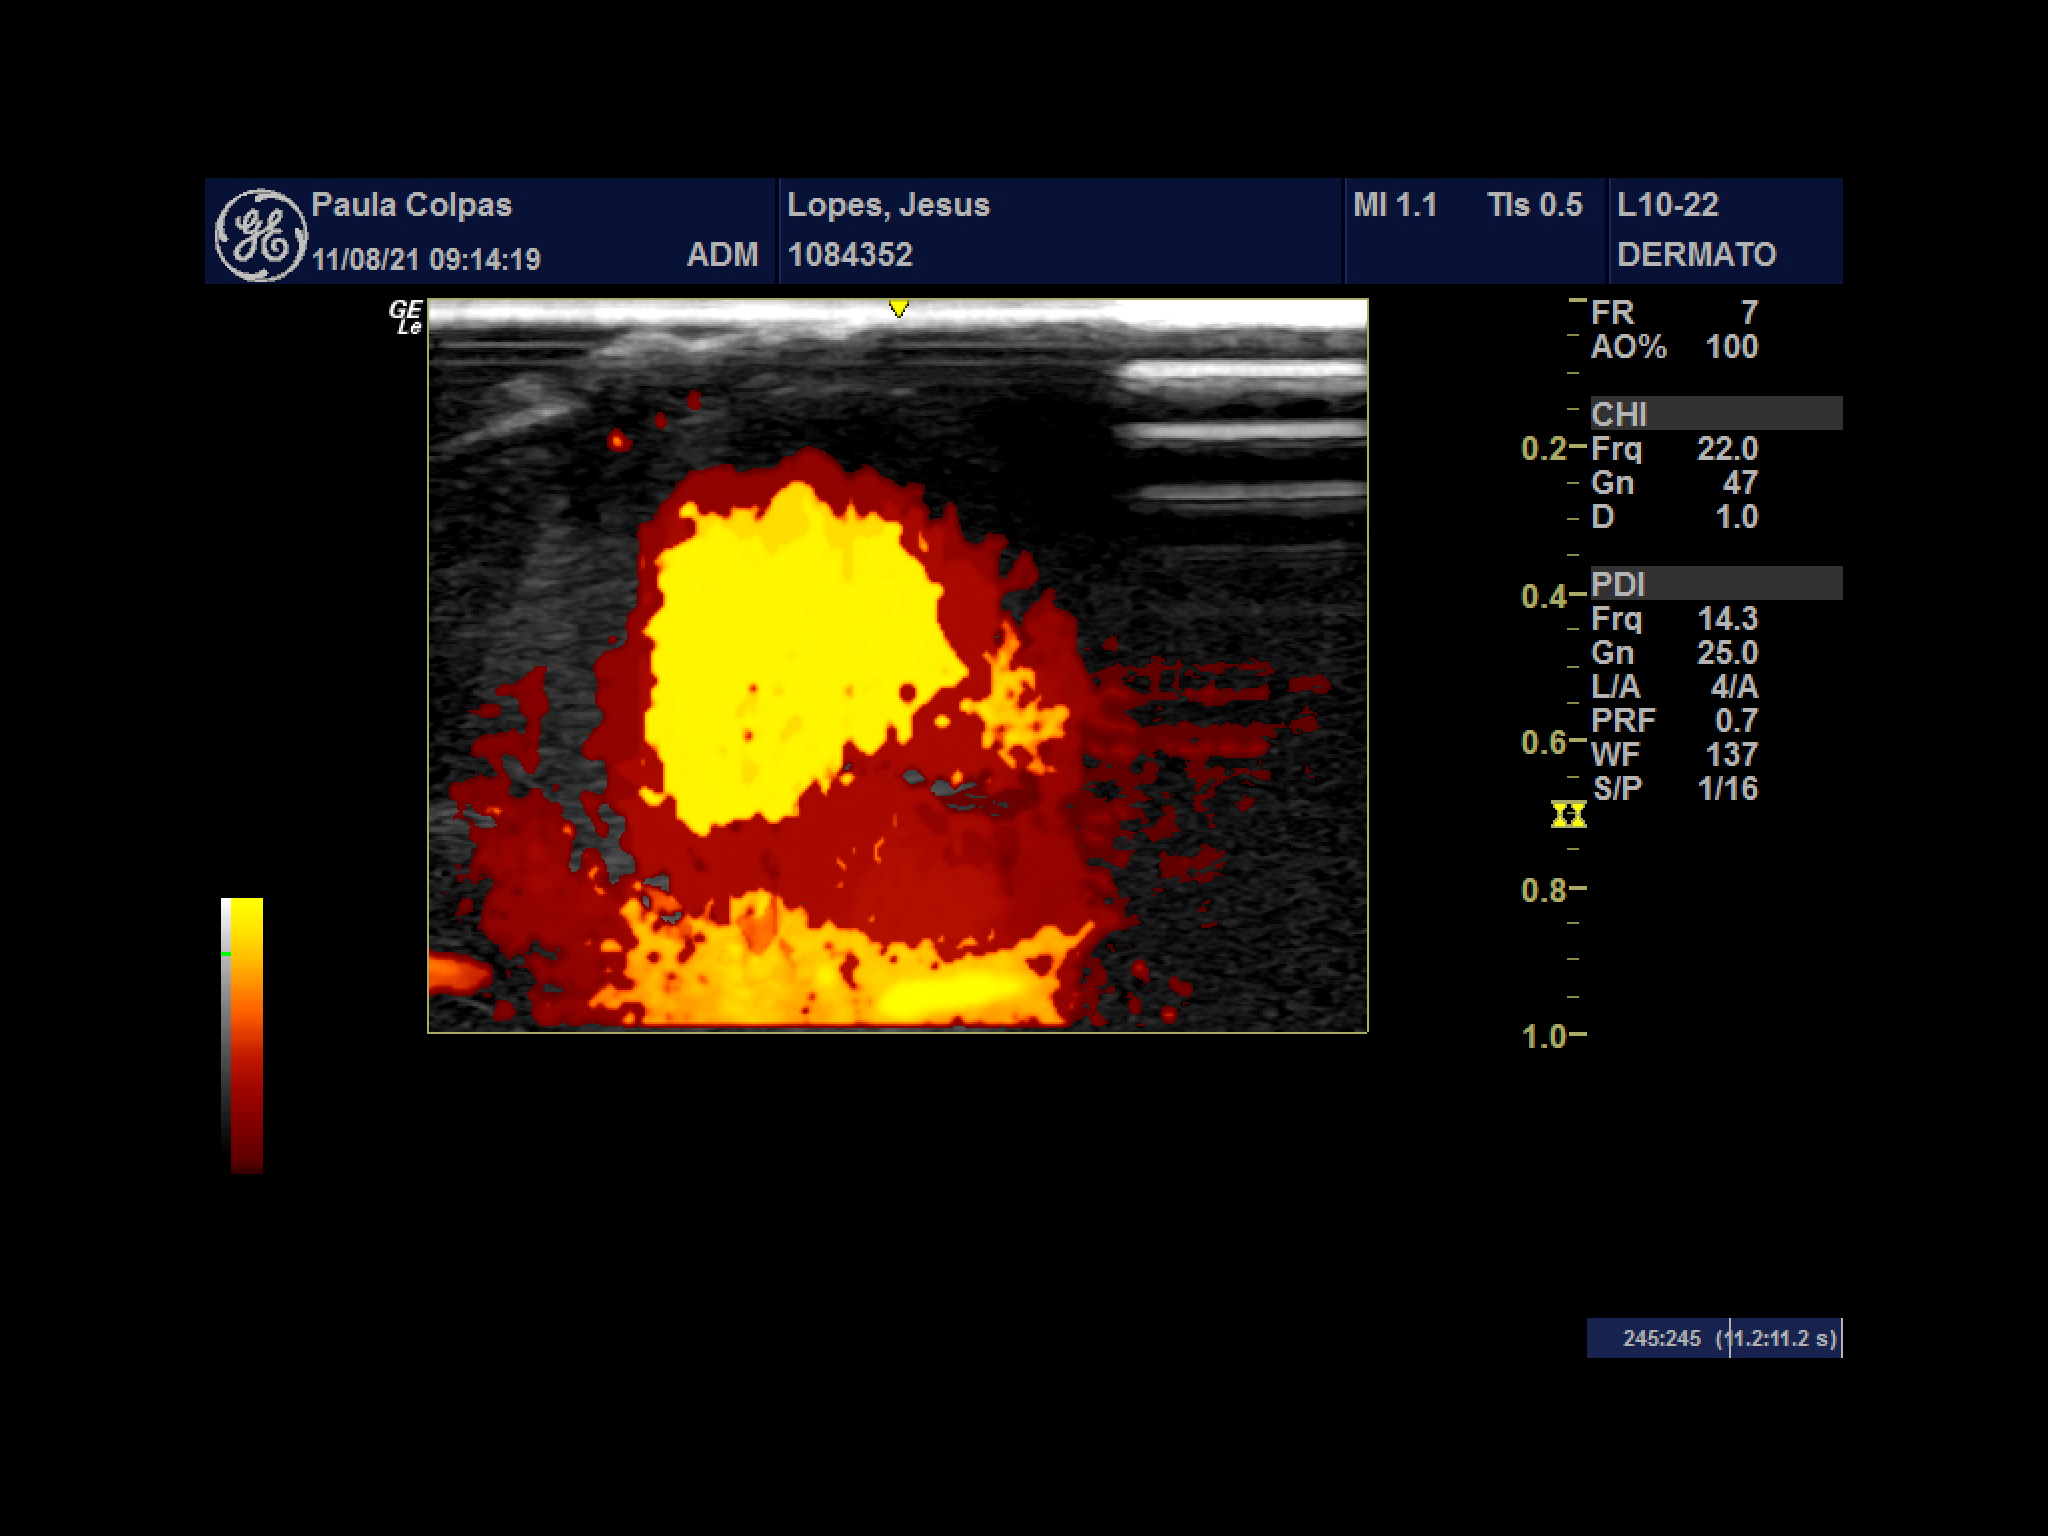 GE
Paula Colpas
11/08/21 09:14:19 ADM
Lopes, Jesus
1084352
MI 1.1 TIs 0.5
L10-22
DERMATO
GE
Le
FR 7
AO% 100
CHI
Frq 22.0
Gn 47
D 1.0
PDI
Frq 14.3
Gn 25.0
L/A 4/A
PRF 0.7
WF 137
S/P 1/16
0.2
0.4
0.6
0.8
1.0
245:245 (11.2:11.2 s)